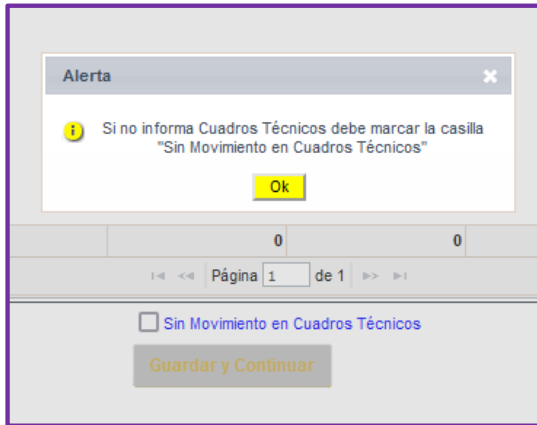 Alerta
Si no informa Cuadros Técnicos debe marcar la casilla
"Sin Movimiento en Cuadros Técnicos"
Ok
0 0
Página 1 de 1
Sin Movimiento en Cuadros Técnicos
Guardar y Continuar